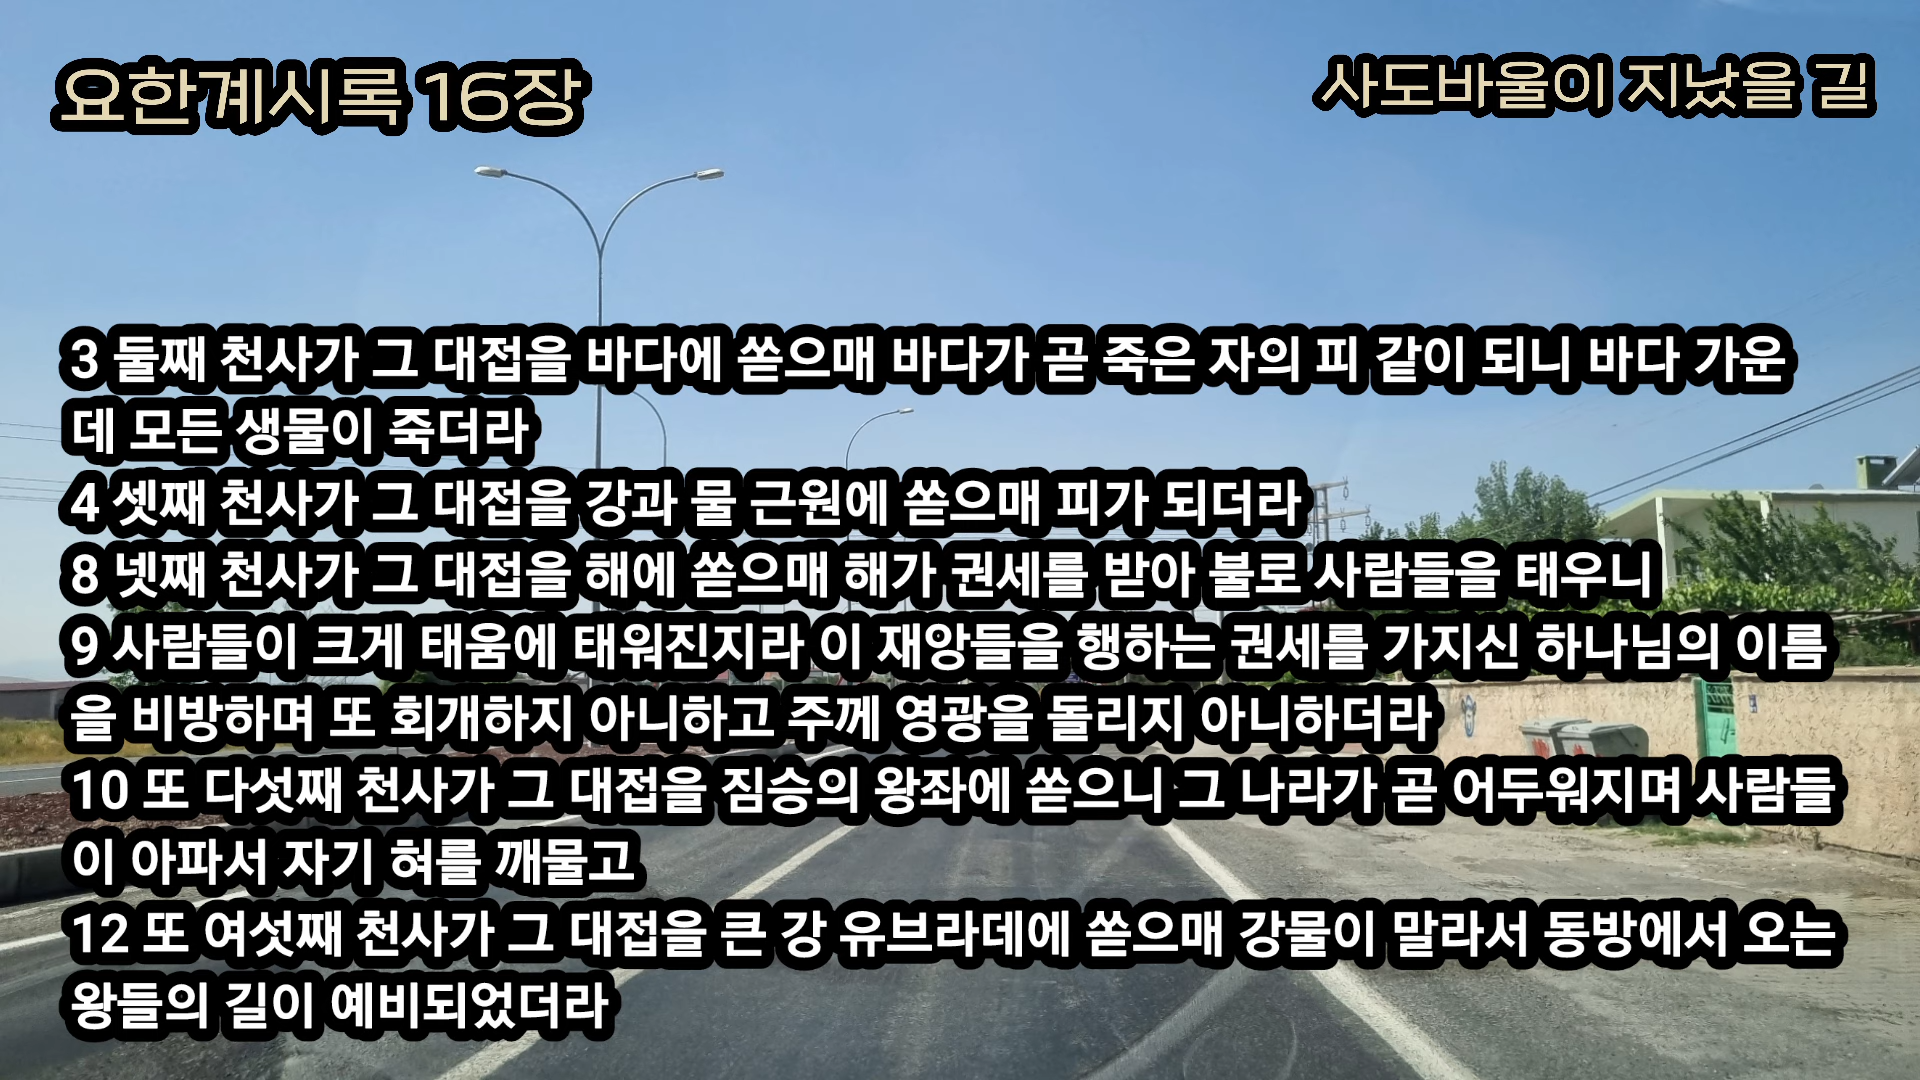 요한계시록 16장
사도바울이 지났을 길
3 둘째 천사가 그 대접을 바다에 쏟으매 바다가 곧 죽은 자의 피 같이 되니 바다 가운
데 모든 생물이 죽더라
4 셋째 천사가 그 대접을 강과 물 근원에 쏟으매 피가 되더라
8 넷째 천사가 그 대접을 해에 쏟으매 해가 권세를 받아 불로 사람들을 태우니
9 사람들이 크게 태움에 태워진지라 이 재앙들을 행하는 권세를 가지신 하나님의 이름
을 비방하며 또 회개하지 아니하고 주께 영광을 돌리지 아니하더라
10 또 다섯째 천사가 그 대접을 짐승의 왕좌에 쏟으니 그 나라가 곧 어두워지며 사람들
이 아파서 자기 혀를 깨물고
12 또 여섯째 천사가 그 대접을 큰 강 유브라데에 쏟으매 강물이 말라서 동방에서 오는
왕들의 길이 예비되었더라